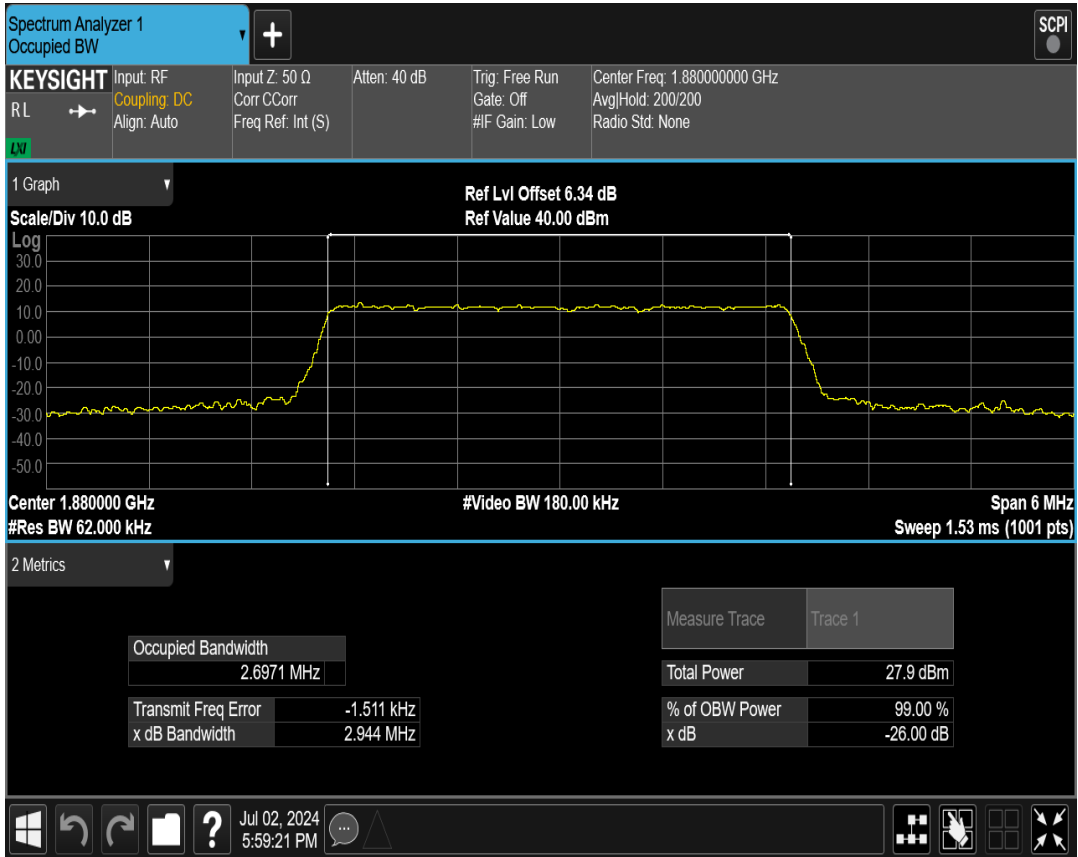 Spectrum Analyzer 1
Occupied BW
+
SCPI
KEYSIGHT
RL
LXI
Input: RF
Coupling: DC
Align: Auto
Input Z: 50 Ω
Corr CCorr
Freq Ref: Int (S)
Atten: 40 dB
Trig: Free Run
Gate: Off
#IF Gain: Low
Center Freq: 1.880000000 GHz
Avg|Hold: 200/200
Radio Std: None
1 Graph
Scale/Div 10.0 dB
Ref Lvl Offset 6.34 dB
Ref Value 40.00 dBm
Log
30.0
20.0
10.0
0.00
-10.0
-20.0
-30.0
-40.0
-50.0
Center 1.880000 GHz
#Res BW 62.000 kHz
#Video BW 180.00 kHz
Span 6 MHz
Sweep 1.53 ms (1001 pts)
2 Metrics
Occupied Bandwidth
2.6971 MHz
Transmit Freq Error -1.511 kHz
x dB Bandwidth 2.944 MHz
Measure Trace Trace 1
Total Power 27.9 dBm
% of OBW Power 99.00 %
x dB -26.00 dB
?
Jul 02, 2024
5:59:21 PM